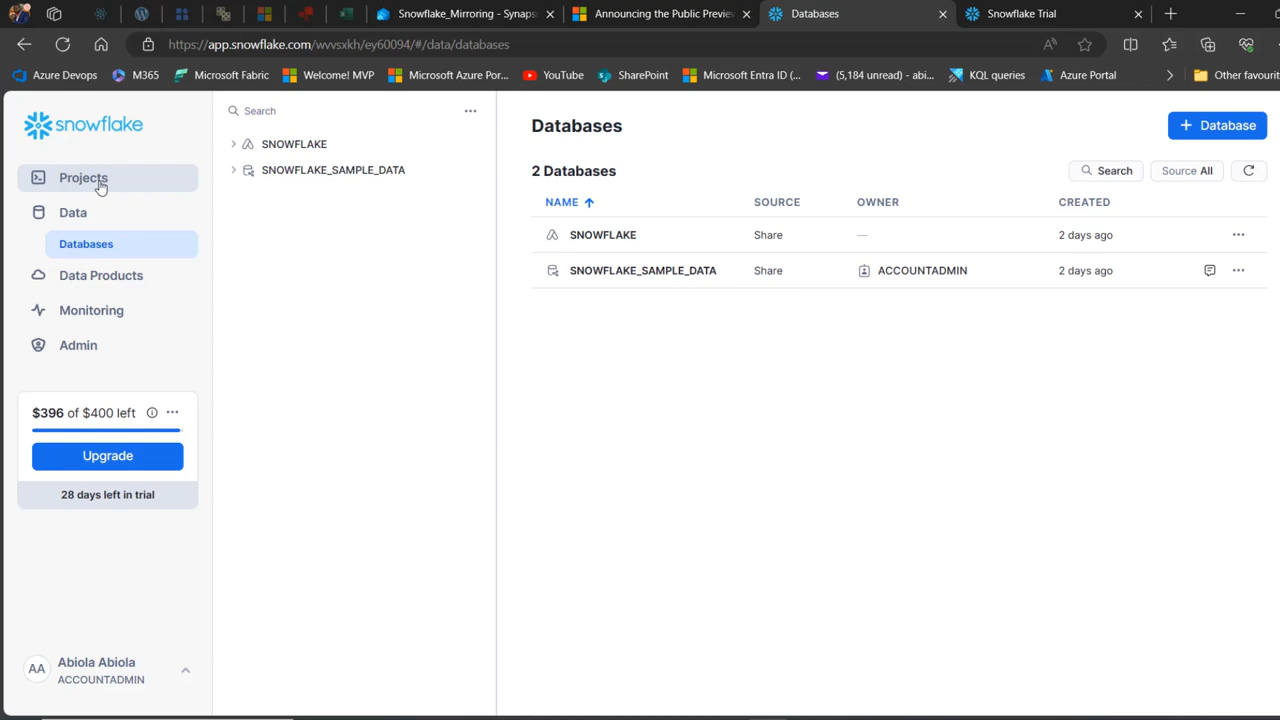 Snowflake_Mirroring - Synaps
Announcing the Public Preview
Databases
Snowflake Trial
https://app.snowflake.com/wvvsxkh/ey60094/#/data/databases
Azure Devops
M365
Microsoft Fabric
Welcome! MVP
Microsoft Azure Por...
YouTube
SharePoint
Microsoft Entra ID (...
(5,184 unread) - abi...
KQL queries
Azure Portal
Other favourit
snowflake
Projects
Data
Databases
Data Products
Monitoring
Admin
$396 of $400 left
Upgrade
28 days left in trial
AA
Abiola Abiola
ACCOUNTADMIN
Search
SNOWFLAKE
SNOWFLAKE_SAMPLE_DATA
Databases
+ Database
2 Databases
Search
Source All
NAME SOURCE OWNER CREATED
SNOWFLAKE Share — 2 days ago
SNOWFLAKE_SAMPLE_DATA Share ACCOUNTADMIN 2 days ago